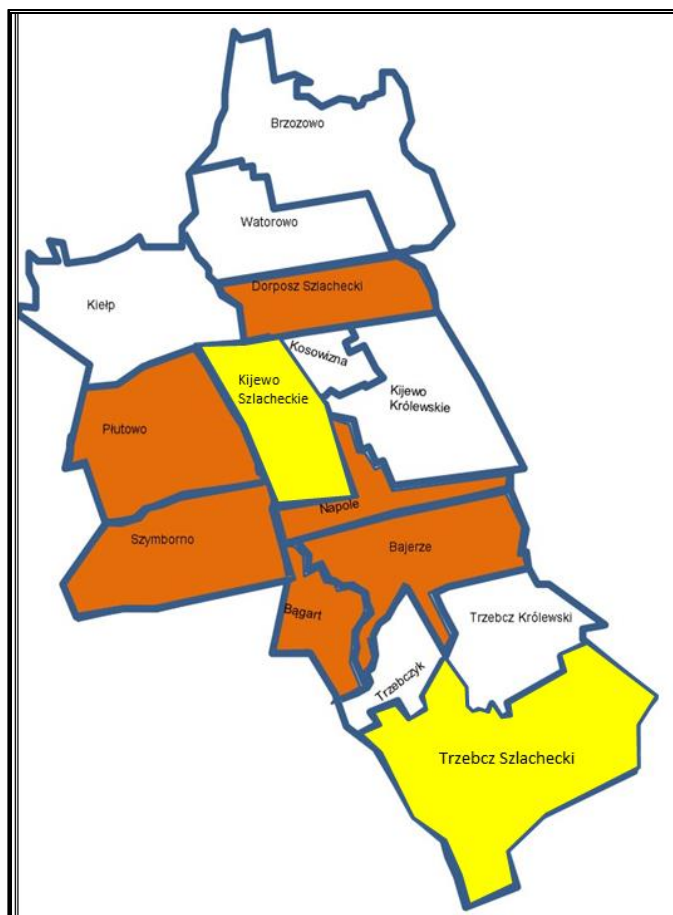 Brzozowo
Watorowo
Dorposz Szlachecki
Kiełp
Kosowizna
Kijewo
Szlacheckie
Kijewo
Królewskie
Płutowo
Napole
Szymborno
Bajerze
Bągart
Trzebcz Królewski
Trzebczyk
Trzebcz Szlachecki